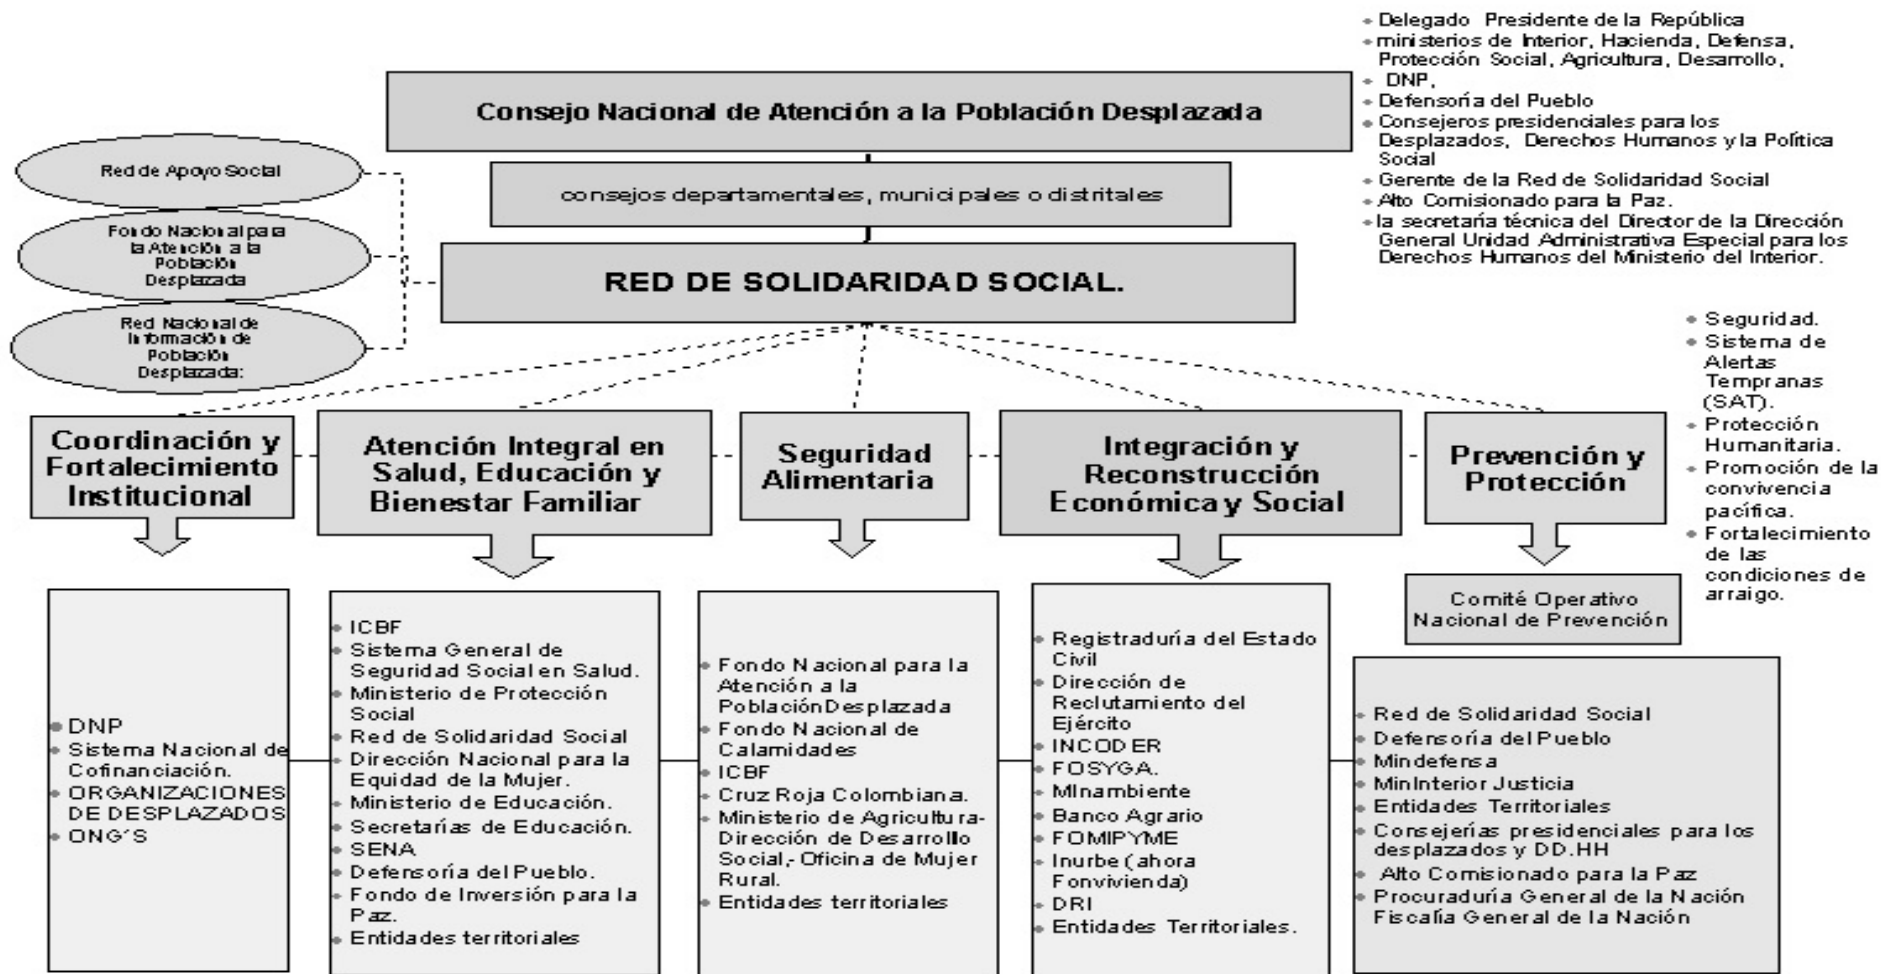 • Delegado Presidente de la República
• ministerios de Interior, Hacienda, Defensa,
Protección Social, Agricultura, Desarrollo,
• DNP,
• Defensoría del Pueblo
• Consejeros presidenciales para los
Desplazados, Derechos Humanos y la Política
Social
• Gerente de la Red de Solidaridad Social
• Alto Comisionado para la Paz.
• la secretaría técnica del Director de la Dirección
General Unidad Administrativa Especial para los
Derechos Humanos del Ministerio del Interior.
Consejo Nacional de Atención a la Población Desplazada
consejos departamentales, municipales o distritales
RED DE SOLIDARIDAD SOCIAL.
Red de Apoyo Social
Fondo Nacional para
la Atención a la
Población
Desplazada
Red Nacional de
Información de
Población
Desplazada:
• Seguridad.
• Sistema de
Alertas
Tempranas
(SAT).
• Protección
Humanitaria.
• Promoción de la
convivencia
pacífica.
• Fortalecimiento
de las
condiciones de
arraigo.
Coordinación y
Fortalecimiento
Institucional
Atención Integral en
Salud, Educación y
Bienestar Familiar
Seguridad
Alimentaria
Integración y
Reconstrucción
Económica y Social
Prevención y
Protección
• DNP
• Sistema Nacional de
Cofinanciación.
• ORGANIZACIONES
DE DESPLAZADOS
• ONG´S
• ICBF
• Sistema General de
Seguridad Social en Salud.
• Ministerio de Protección
Social
• Red de Solidaridad Social
• Dirección Nacional para la
Equidad de la Mujer.
• Ministerio de Educación.
• Secretarías de Educación.
• SENA
• Defensoría del Pueblo.
• Fondo de Inversión para la
Paz.
• Entidades territoriales
• Fondo Nacional para la
Atención a la
Población Desplazada
• Fondo Nacional de
Calamidades
• ICBF
• Cruz Roja Colombiana.
• Ministerio de Agricultura-
Dirección de Desarrollo
Social,- Oficina de Mujer
Rural.
• Entidades territoriales
• Registraduría del Estado
Civil
• Dirección de
Reclutamiento del
Ejército
• INCODER
• FOSYGA.
• MInambiente
• Banco Agrario
• FOMIPYME
• Inurbe (ahora
Fonvivienda)
• DRI
• Entidades Territoriales.
Comité Operativo
Nacional de Prevención
• Red de Solidaridad Social
• Defensoría del Pueblo
• Mindefensa
• MinInterior Justicia
• Entidades Territoriales
• Consejerías presidenciales para los
desplazados y DD.HH
• Alto Comisionado para la Paz
• Procuraduría General de la Nación
Fiscalía General de la Nación